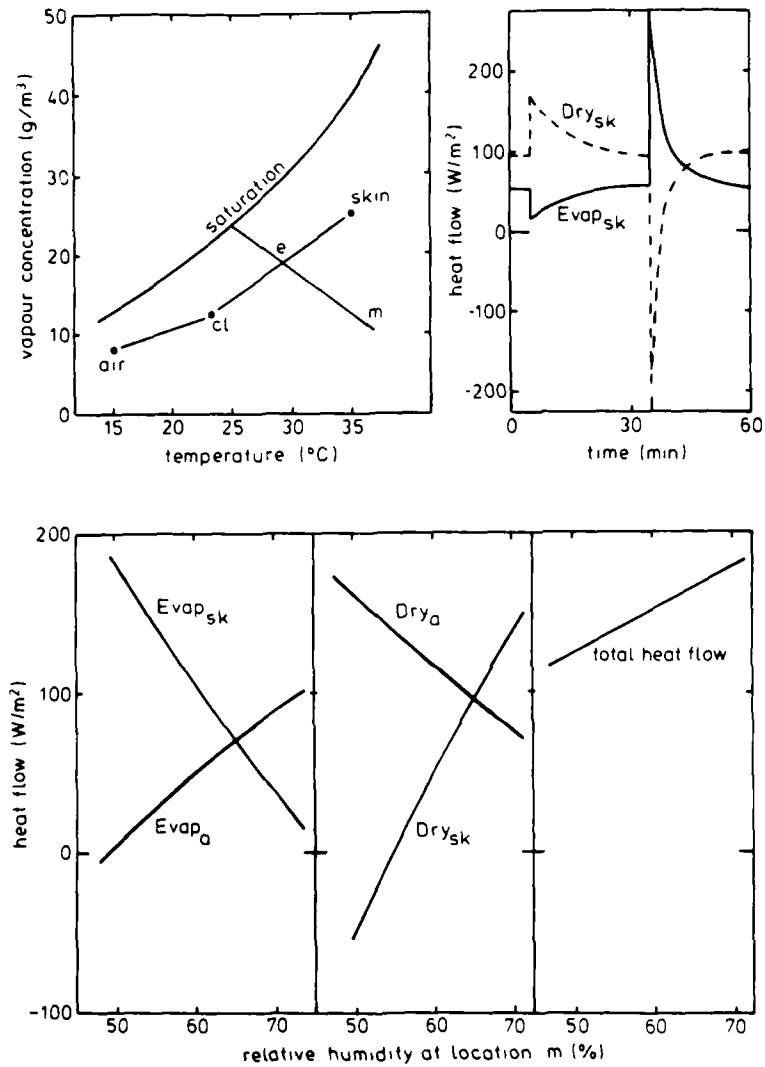 50
40
30
20
10
0
vapour concentration (g/m³)
saturation
skin
e
m
cl
air
15 20 25 30 35
temperature (°C)
200
100
0
-100
-200
heat flow (W/m²)
Dry_sk
Evap_sk
0 30 60
time (min)
200
100
0
-100
heat flow (W/m²)
Evap_sk
Evap_a
Dry_a
Dry_sk
total heat flow
50 60 70 50 60 70 50 60 70
relative humidity at location m (%)